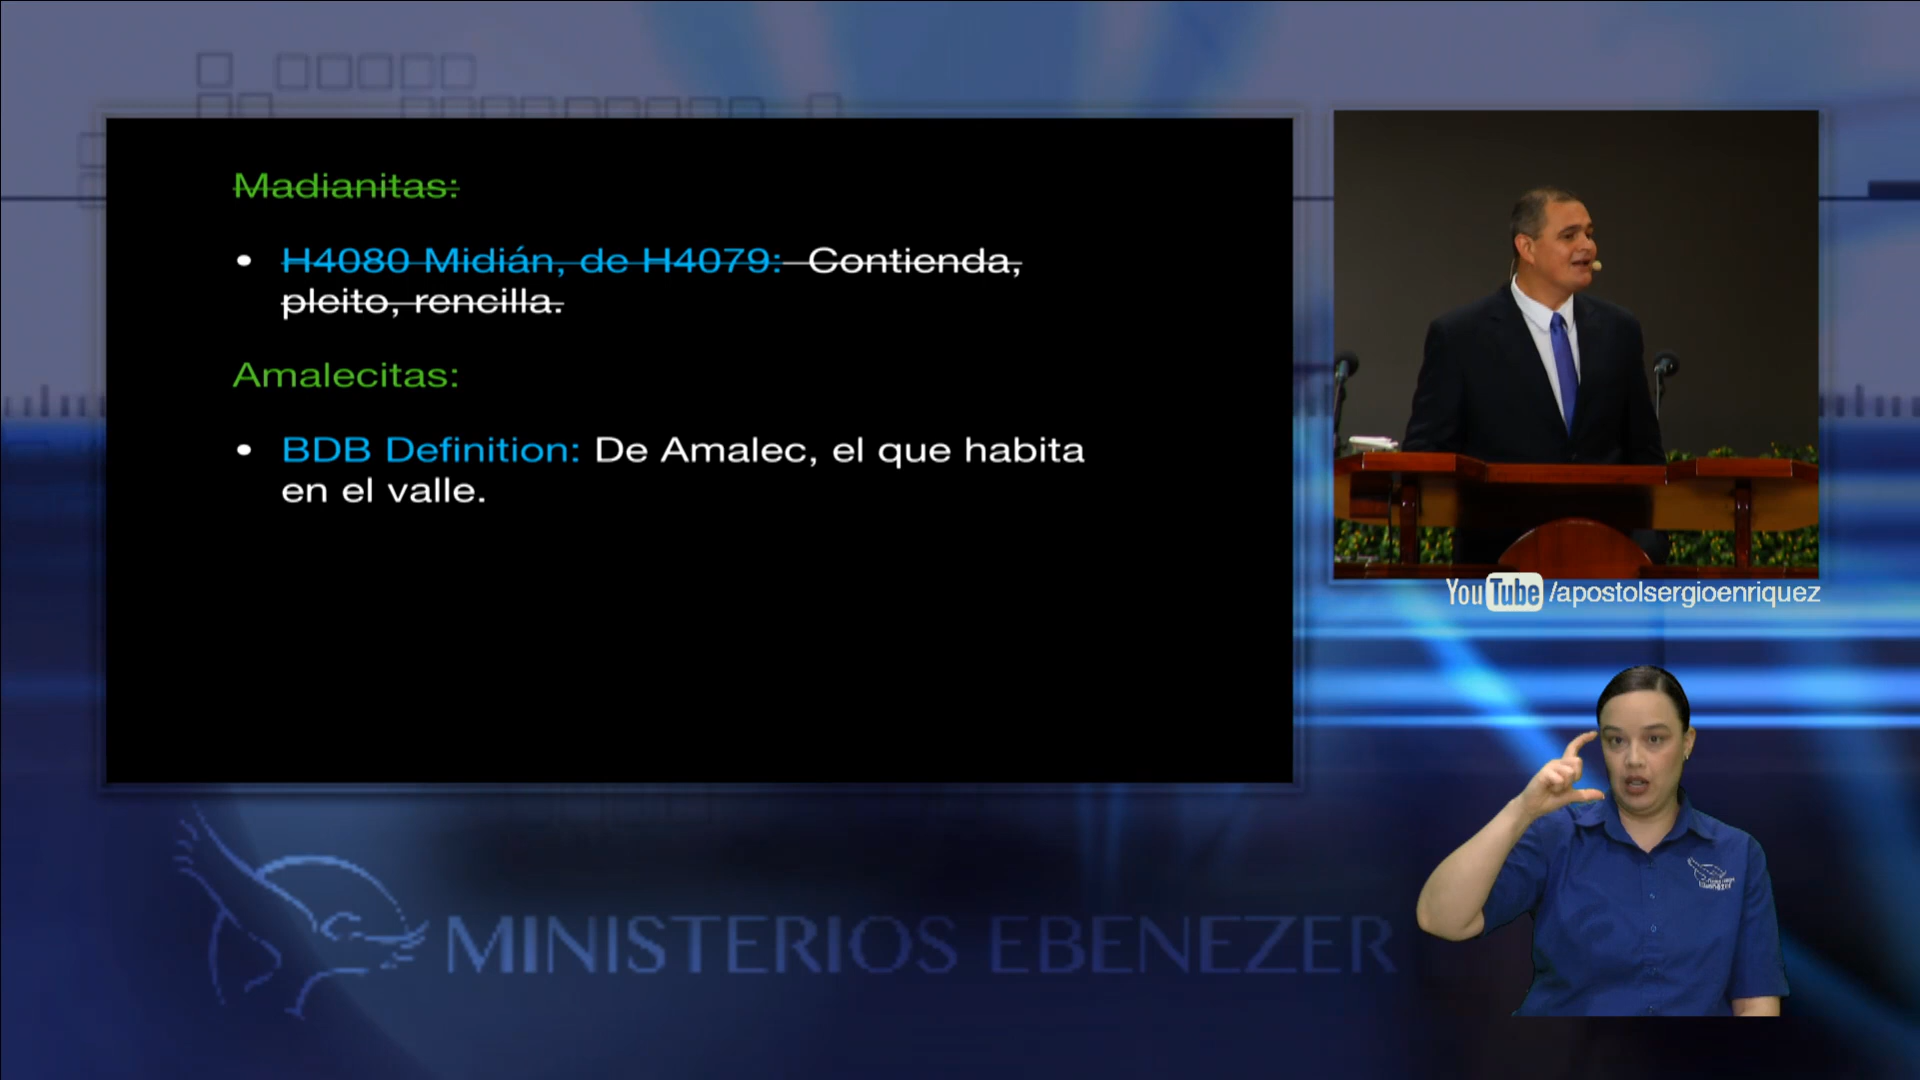 Madianitas:
• H4080 Midián, de H4079: Contienda,
pleito, rencilla.
Amalecitas:
• BDB Definition: De Amalec, el que habita
en el valle.
YouTube /apostolsergioenriquez
MINISTERIOS EBENEZER